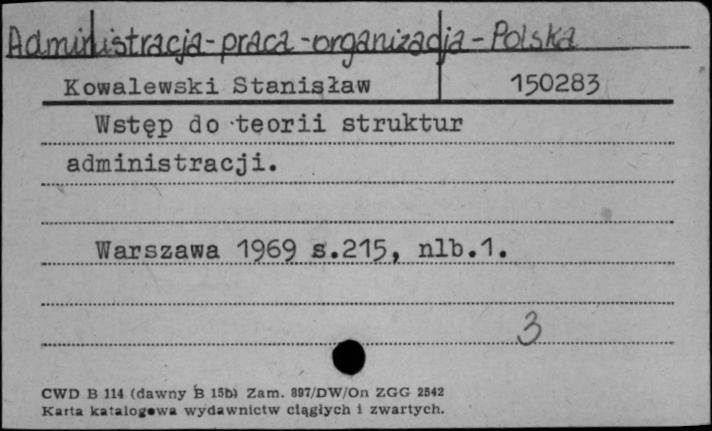 Administracja - praca - organizacja - Polska
Kowalewski Stanisław 150283
Wstęp do teorii struktur
administracji.
Warszawa 1969 s.215, nlb.1.
3
CWD B 114 (dawny B 15b) Zam. 897/DW/On ZGG 2542
Karta katalogowa wydawnictw ciągłych i zwartych.